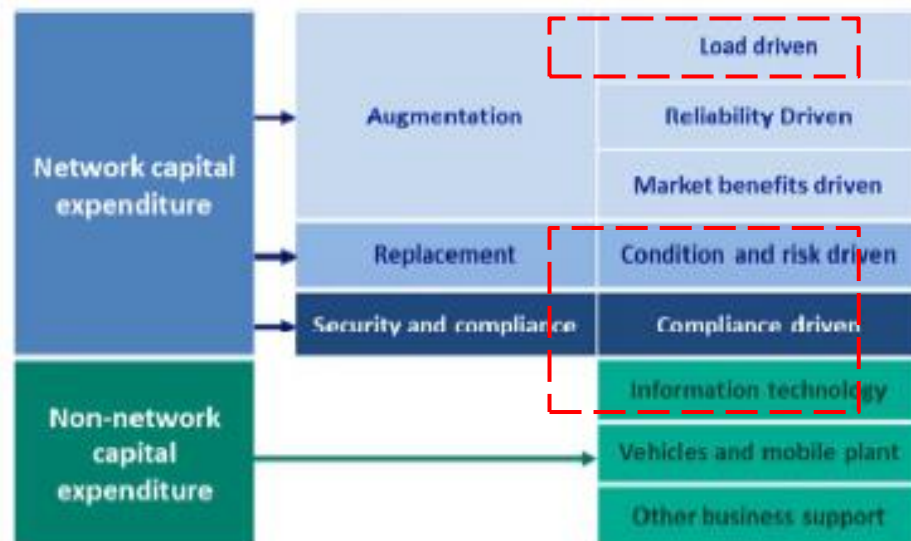 Network capital
expenditure
Augmentation
Load driven
Reliability Driven
Market benefits driven
Replacement
Condition and risk driven
Security and compliance
Compliance driven
Non-network
capital
expenditure
Information technology
Vehicles and mobile plant
Other business support